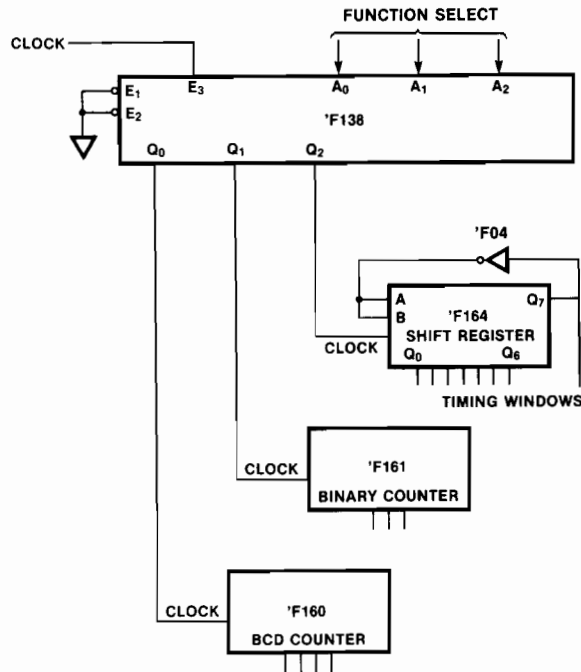 FUNCTION SELECT
CLOCK
E3 A0 A1 A2
E1
E2
'F138
Q0 Q1 Q2
'F04
A Q7
B 'F164
SHIFT REGISTER
CLOCK
Q0 Q6
TIMING WINDOWS
'F161
CLOCK
BINARY COUNTER
'F160
CLOCK
BCD COUNTER